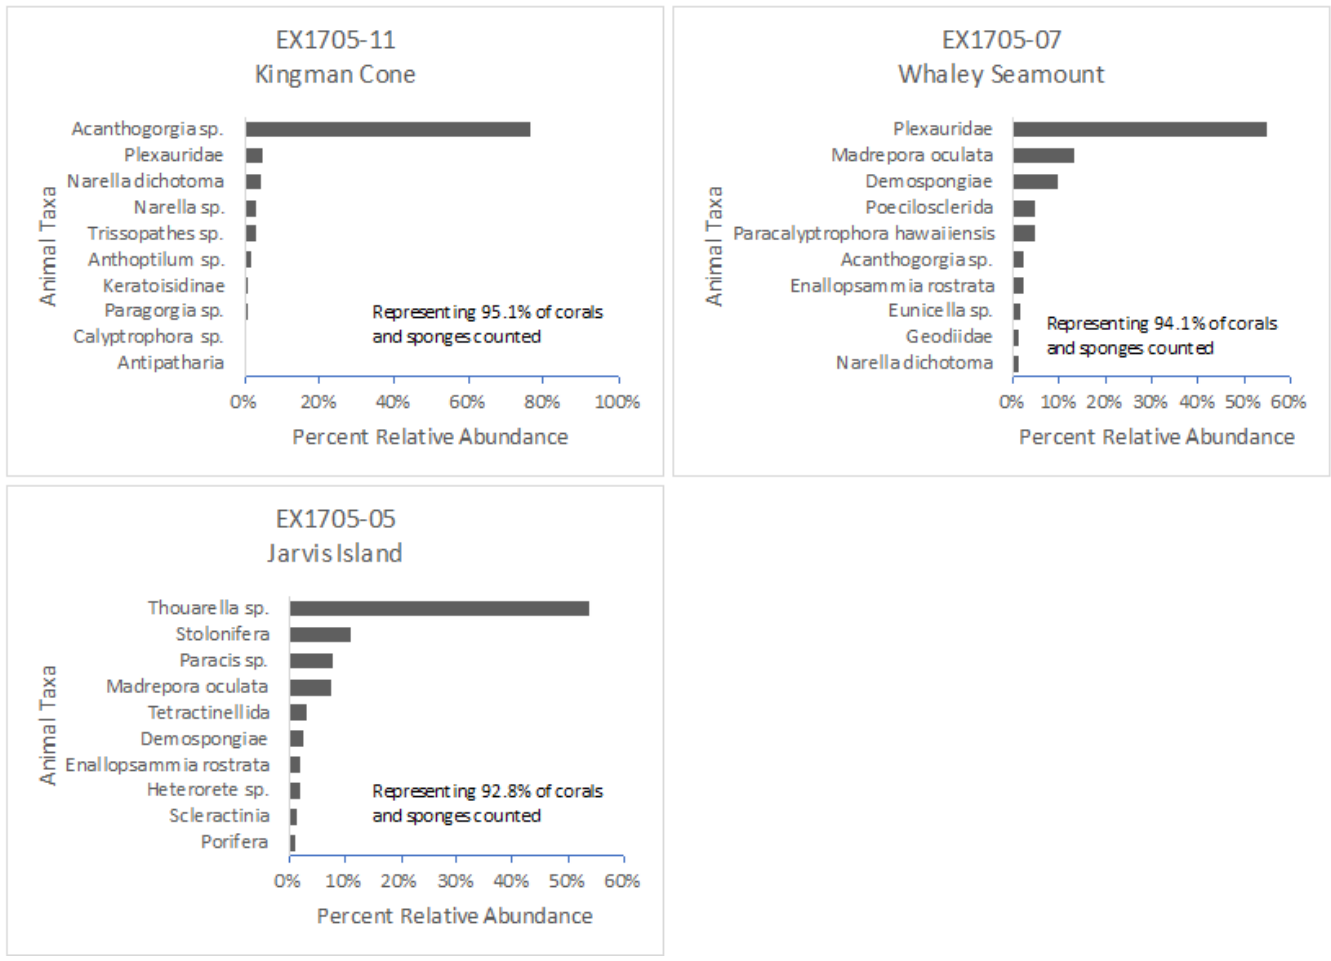 EX1705-11
Kingman Cone
Animal Taxa
Acanthogorgia sp.
Plexauridae
Narella dichotoma
Narella sp.
Trissopathes sp.
Anthoptilum sp.
Keratoisidinae
Paragorgia sp.
Calyptrophora sp.
Antipatharia
Representing 95.1% of corals
and sponges counted
0% 20% 40% 60% 80% 100%
Percent Relative Abundance
EX1705-07
Whaley Seamount
Animal Taxa
Plexauridae
Madrepora oculata
Demospongiae
Poecilosclerida
Paracalyptrophora hawaiiensis
Acanthogorgia sp.
Enallopsammia rostrata
Eunicella sp.
Geodiidae
Narella dichotoma
Representing 94.1% of corals
and sponges counted
0% 10% 20% 30% 40% 50% 60%
Percent Relative Abundance
EX1705-05
Jarvis Island
Animal Taxa
Thouarella sp.
Stolonifera
Paracis sp.
Madrepora oculata
Tetractinellida
Demospongiae
Enallopsammia rostrata
Heterorete sp.
Scleractinia
Porifera
Representing 92.8% of corals
and sponges counted
0% 10% 20% 30% 40% 50% 60%
Percent Relative Abundance